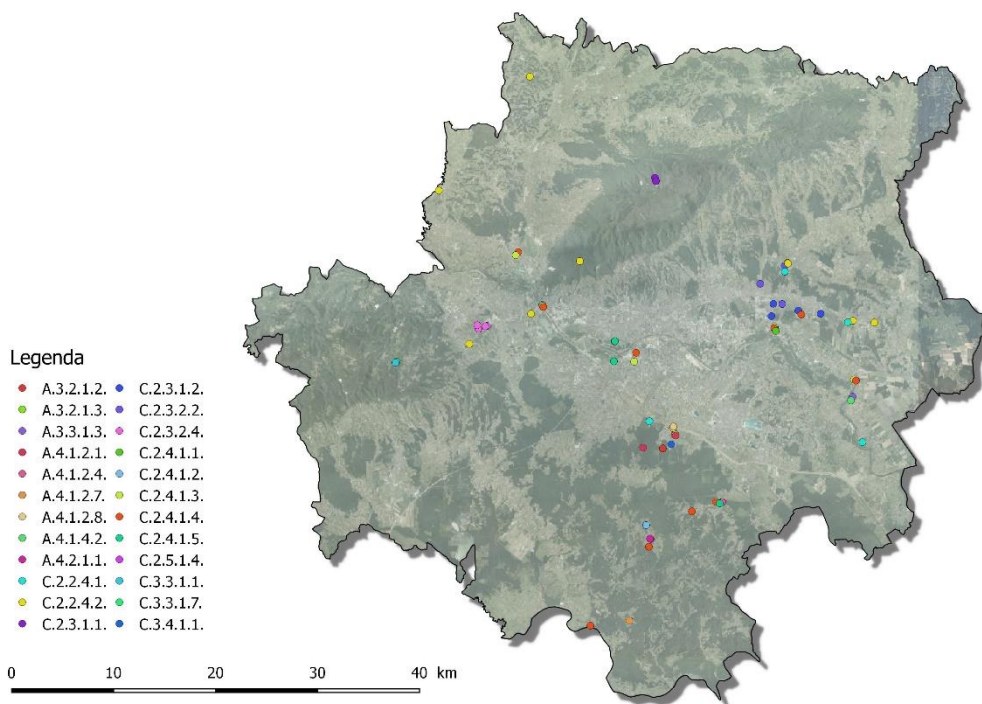 Legenda
A.3.2.1.2. C.2.3.1.2.
A.3.2.1.3. C.2.3.2.2.
A.3.3.1.3. C.2.3.2.4.
A.4.1.2.1. C.2.4.1.1.
A.4.1.2.4. C.2.4.1.2.
A.4.1.2.7. C.2.4.1.3.
A.4.1.2.8. C.2.4.1.4.
A.4.1.4.2. C.2.4.1.5.
A.4.2.1.1. C.2.5.1.4.
C.2.2.4.1. C.3.3.1.1.
C.2.2.4.2. C.3.3.1.7.
C.2.3.1.1. C.3.4.1.1.
0 10 20 30 40 km